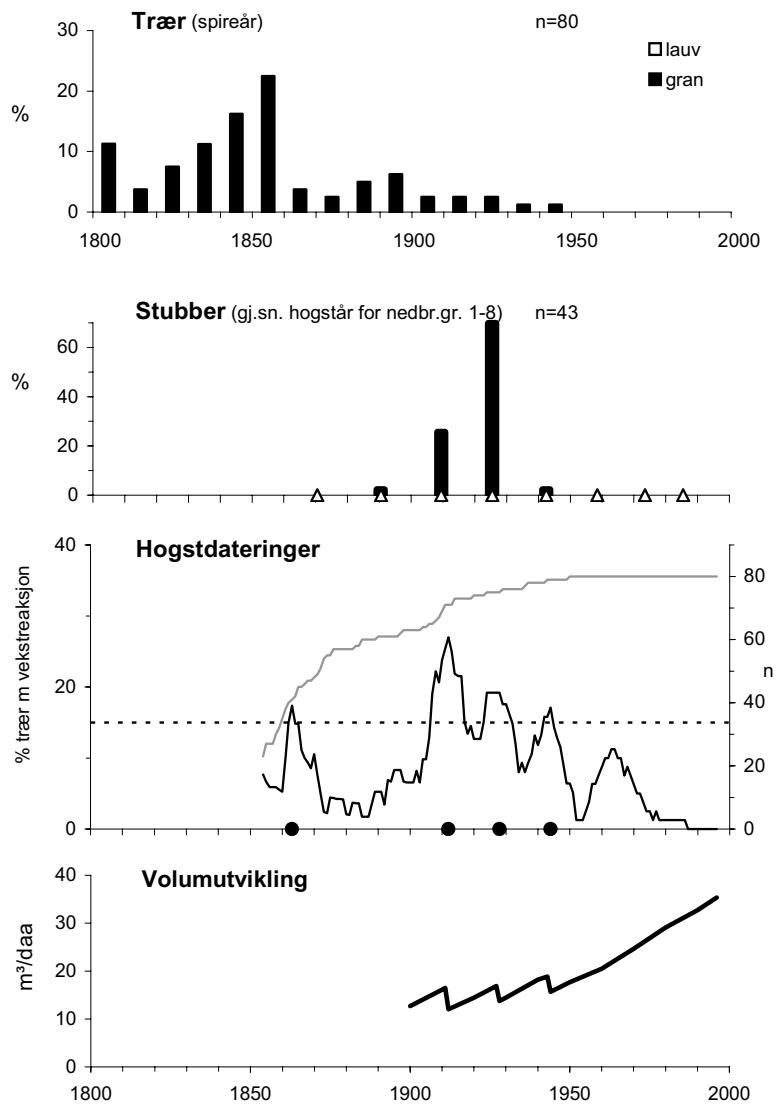 Trær (spireår) n=80
lauv
gran
%
30
20
10
0
1800 1850 1900 1950 2000
Stubber (gj.sn. hogstår for nedbr.gr. 1-8) n=43
%
60
40
20
0
Hogstdateringer
% trær m vekstreaksjon
40
20
0
80
60
40
20
0
n
Volumutvikling
m³/daa
40
30
20
10
0
1800 1850 1900 1950 2000